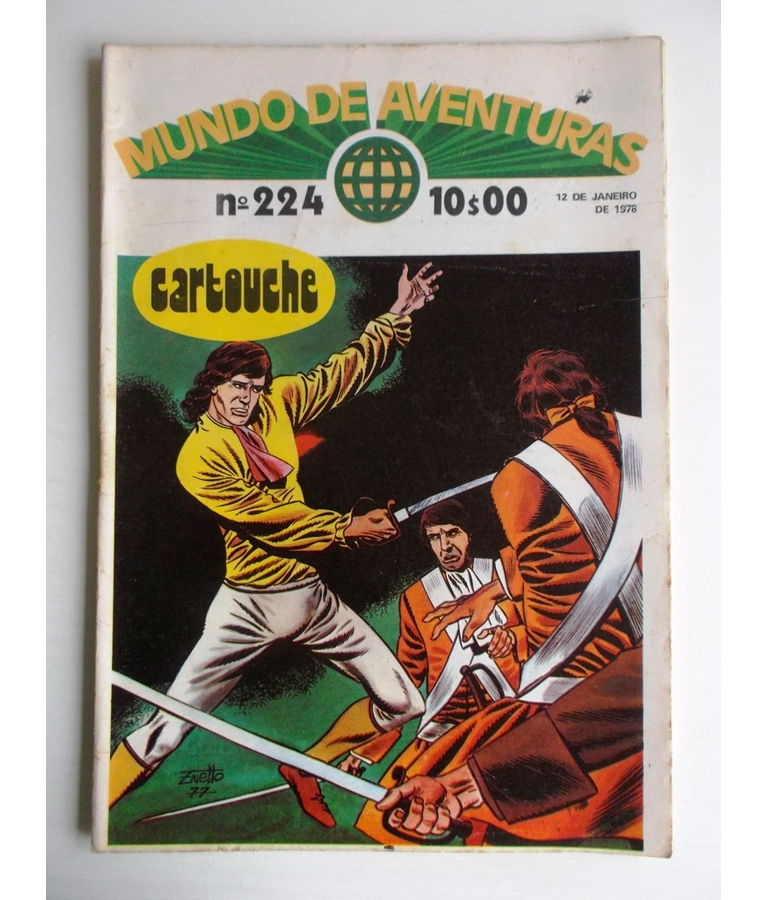 MUNDO DE AVENTURAS
nº 224 10$00 12 DE JANEIRO
DE 1978
cartouche
Znetto
77